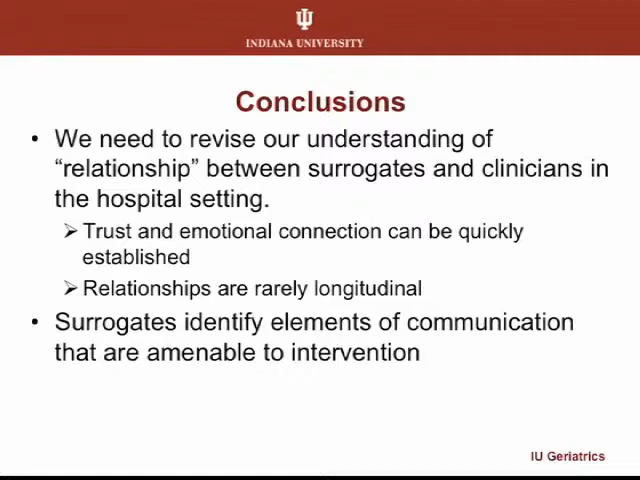 INDIANA UNIVERSITY
Conclusions
• We need to revise our understanding of
“relationship” between surrogates and clinicians in
the hospital setting.
➢ Trust and emotional connection can be quickly
established
➢ Relationships are rarely longitudinal
• Surrogates identify elements of communication
that are amenable to intervention
IU Geriatrics